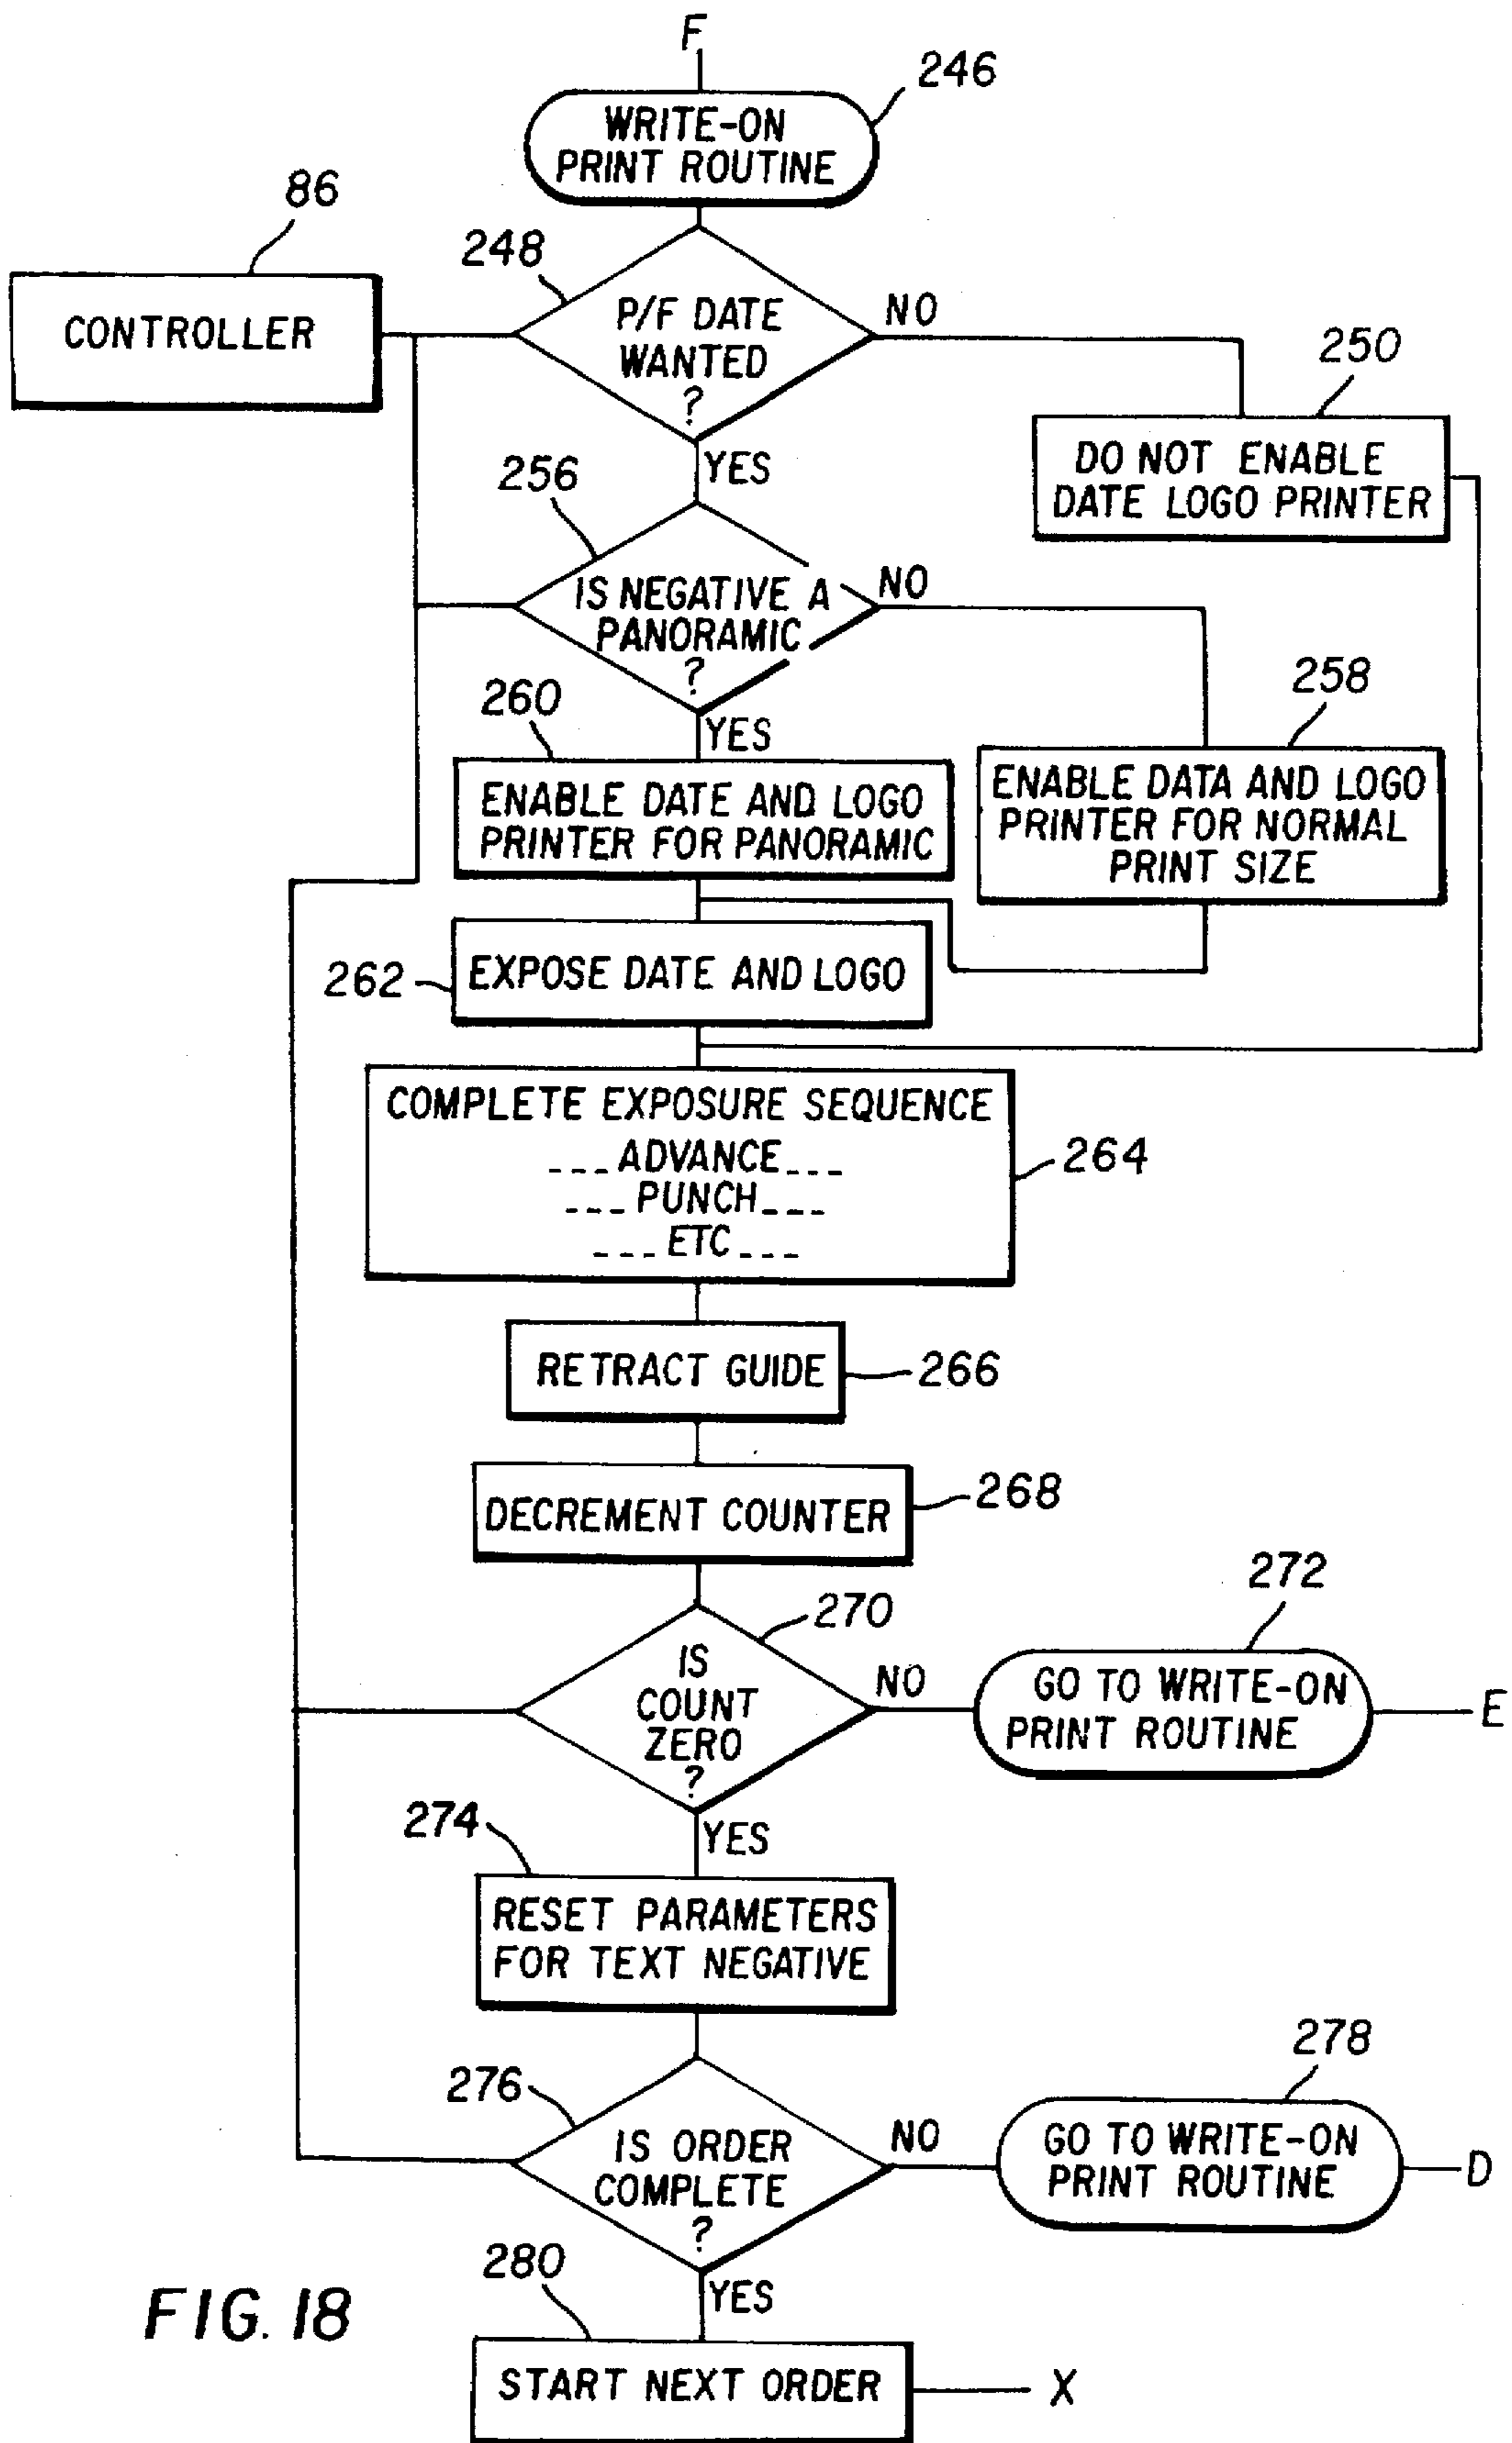 F
246
WRITE-ON
PRINT ROUTINE
86
248
CONTROLLER
P/F DATE
WANTED
?
NO
250
DO NOT ENABLE
DATE LOGO PRINTER
YES
256
IS NEGATIVE A
PANORAMIC
?
NO
258
ENABLE DATA AND LOGO
PRINTER FOR NORMAL
PRINT SIZE
YES
260
ENABLE DATE AND LOGO
PRINTER FOR PANORAMIC
262
EXPOSE DATE AND LOGO
COMPLETE EXPOSURE SEQUENCE
---ADVANCE---
---PUNCH---
---ETC---
264
RETRACT GUIDE
266
DECREMENT COUNTER
268
270
IS
COUNT
ZERO
?
NO
272
GO TO WRITE-ON
PRINT ROUTINE
E
YES
274
RESET PARAMETERS
FOR TEXT NEGATIVE
276
IS ORDER
COMPLETE
?
NO
278
GO TO WRITE-ON
PRINT ROUTINE
D
YES
280
START NEXT ORDER
X
FIG. 18